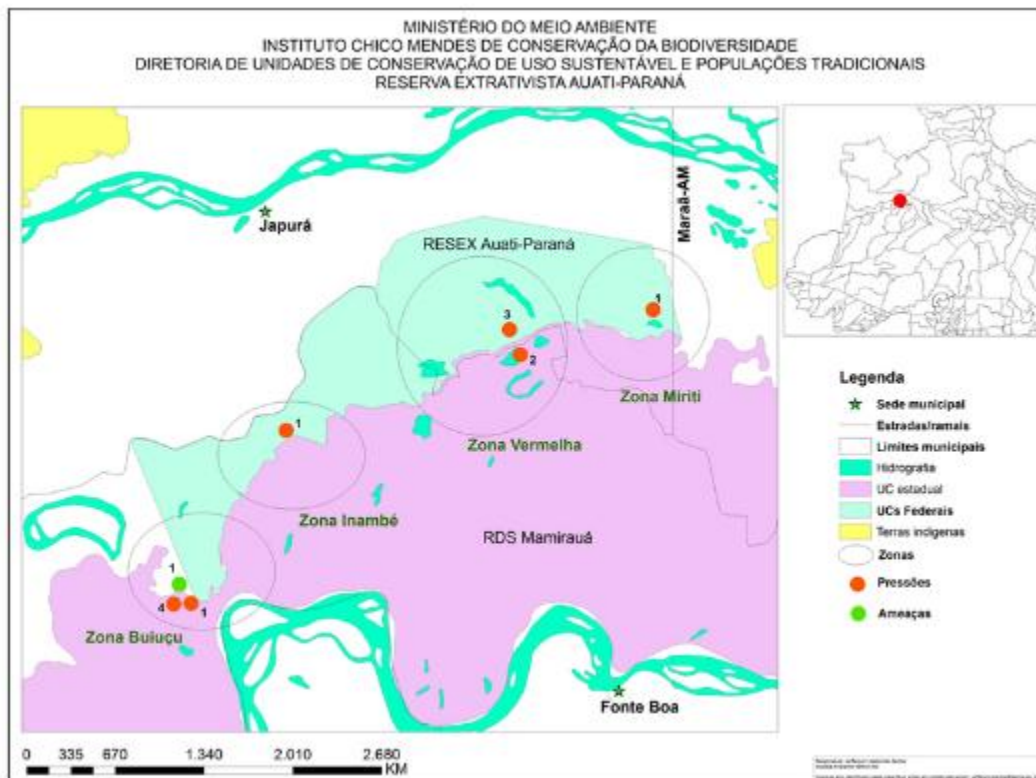 MINISTÉRIO DO MEIO AMBIENTE
INSTITUTO CHICO MENDES DE CONSERVAÇÃO DA BIODIVERSIDADE
DIRETORIA DE UNIDADES DE CONSERVAÇÃO DE USO SUSTENTÁVEL E POPULAÇÕES TRADICIONAIS
RESERVA EXTRATIVISTA AUATI-PARANÁ
Maraã-AM
Japurá
RESEX Auati-Paraná
3
1
2
Zona Miriti
1
Zona Vermelha
Zona Inambé
RDS Mamirauá
1
4
1
Zona Buiuçu
Fonte Boa
0 335 670 1.340 2.010 2.680
KM
Legenda
Sede municipal
Estradas/ramais
Limites municipais
Hidrografia
UC estadual
UCs Federais
Terras indígenas
Zonas
Pressões
Ameaças